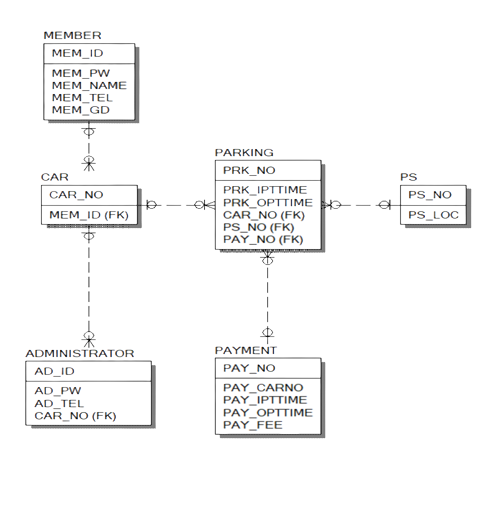 MEMBER
MEM_ID
MEM_PW
MEM_NAME
MEM_TEL
MEM_GD
CAR
CAR_NO
MEM_ID (FK)
PARKING
PRK_NO
PRK_IPTTIME
PRK_OPTTIME
CAR_NO (FK)
PS_NO (FK)
PAY_NO (FK)
PS
PS_NO
PS_LOC
ADMINISTRATOR
AD_ID
AD_PW
AD_TEL
CAR_NO (FK)
PAYMENT
PAY_NO
PAY_CARNO
PAY_IPTTIME
PAY_OPTTIME
PAY_FEE